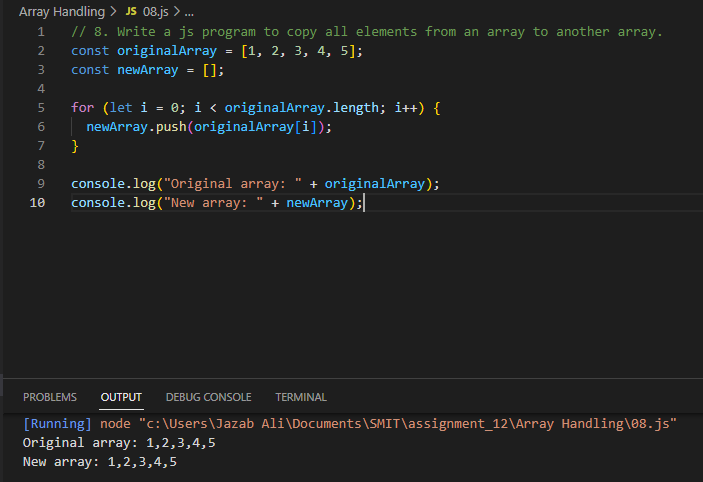 Array Handling > JS 08.js > ...
1 // 8. Write a js program to copy all elements from an array to another array.
2 const originalArray = [1, 2, 3, 4, 5];
3 const newArray = [];
4
5 for (let i = 0; i < originalArray.length; i++) {
6   newArray.push(originalArray[i]);
7 }
8
9 console.log("Original array: " + originalArray);
10 console.log("New array: " + newArray);
PROBLEMS OUTPUT DEBUG CONSOLE TERMINAL
[Running] node "c:\Users\Jazab Ali\Documents\SMIT\assignment_12\Array Handling\08.js"
Original array: 1,2,3,4,5
New array: 1,2,3,4,5